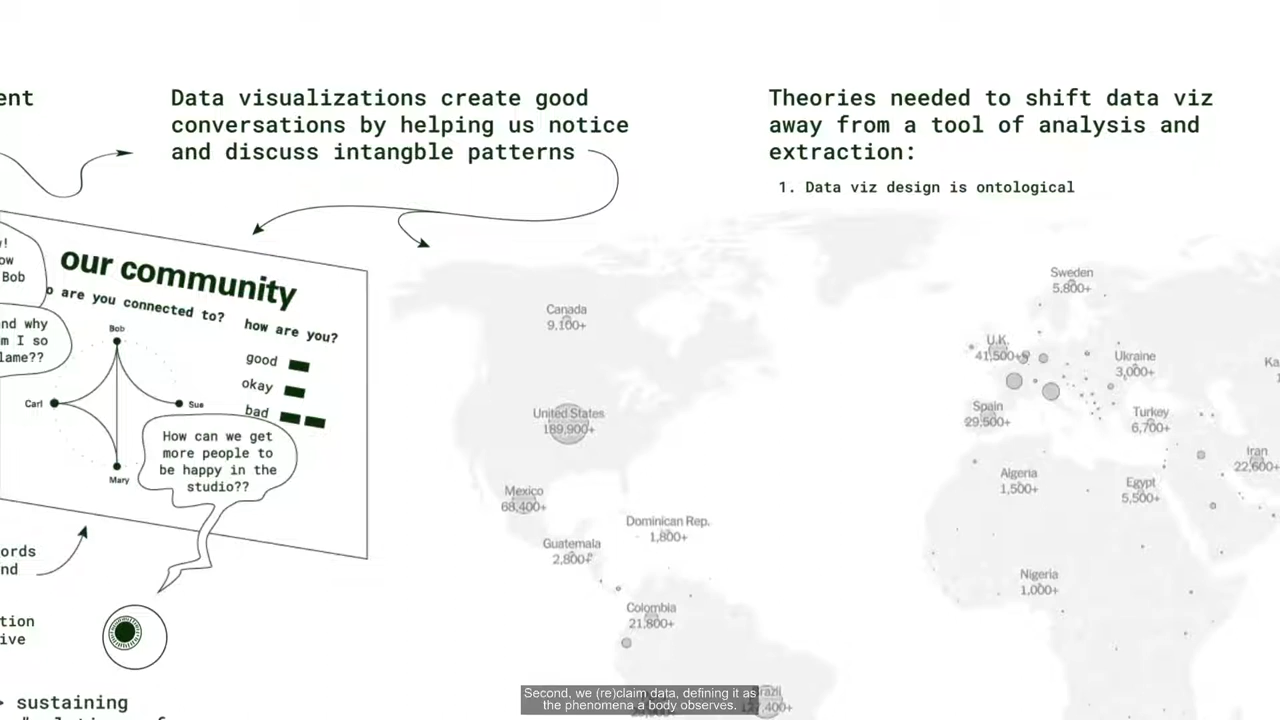 ent
Data visualizations create good
conversations by helping us notice
and discuss intangble patterns
Theories needed to shift data viz
away from a tool of analysis and
extraction:
1. Data viz design is ontological
ow
Bob
nd why
m I so
lame??
our community
o are you connected to?
how are you?
good
okay
bad
Bob
Carl
Sue
Mary
How can we get
more people to
be happy in the
studio??
ords
nd
tion
ive
sustaining
Canada
9,100+
United States
189,900+
Mexico
68,400+
Guatemala
2,800+
Dominican Rep.
1,800+
Colombia
21,800+
Sweden
5,800+
U.K.
41,500+
Ukraine
3,000+
Spain
29,500+
Turkey
6,700+
Algeria
1,500+
Egypt
5,500+
Iran
22,600+
Nigeria
1,000+
Ka
Second, we (re)claim data, defining it as
the phenomena a body observes.